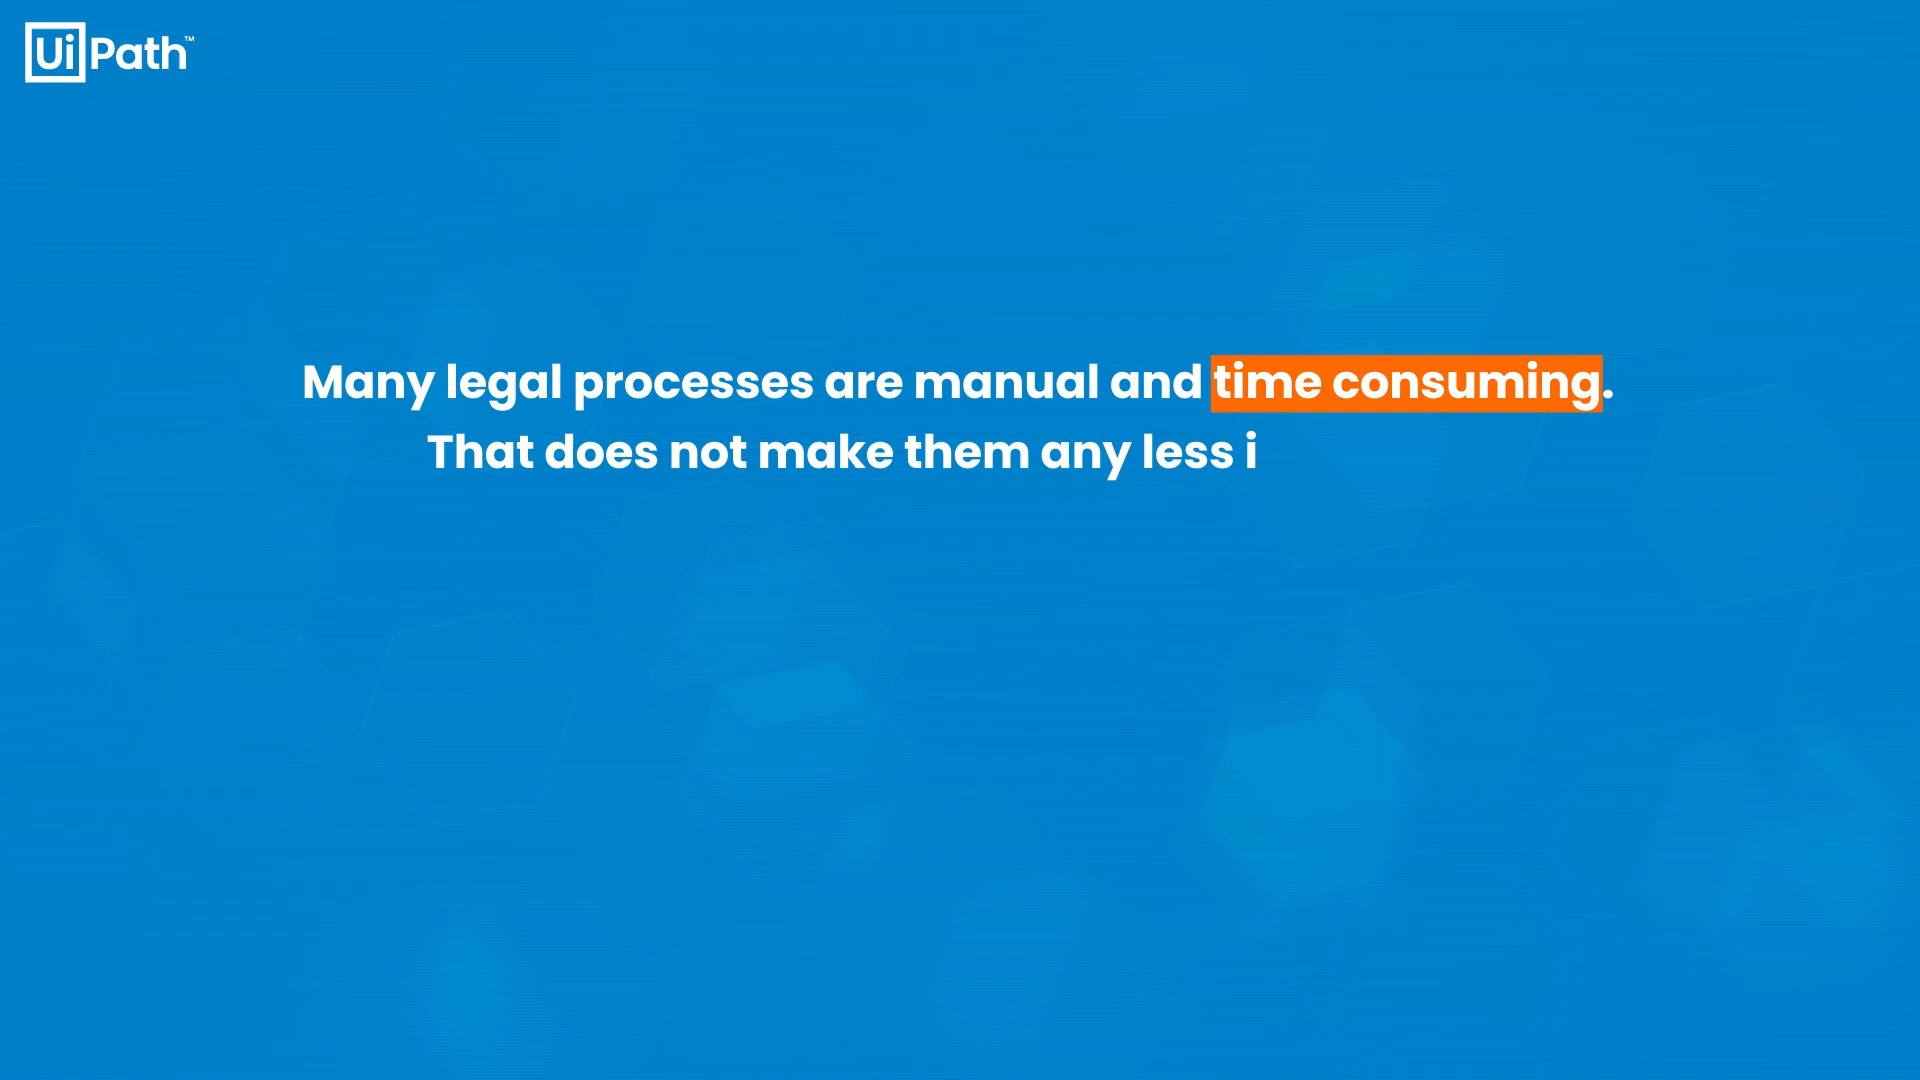 UiPath™
Many legal processes are manual and time consuming.
That does not make them any less i